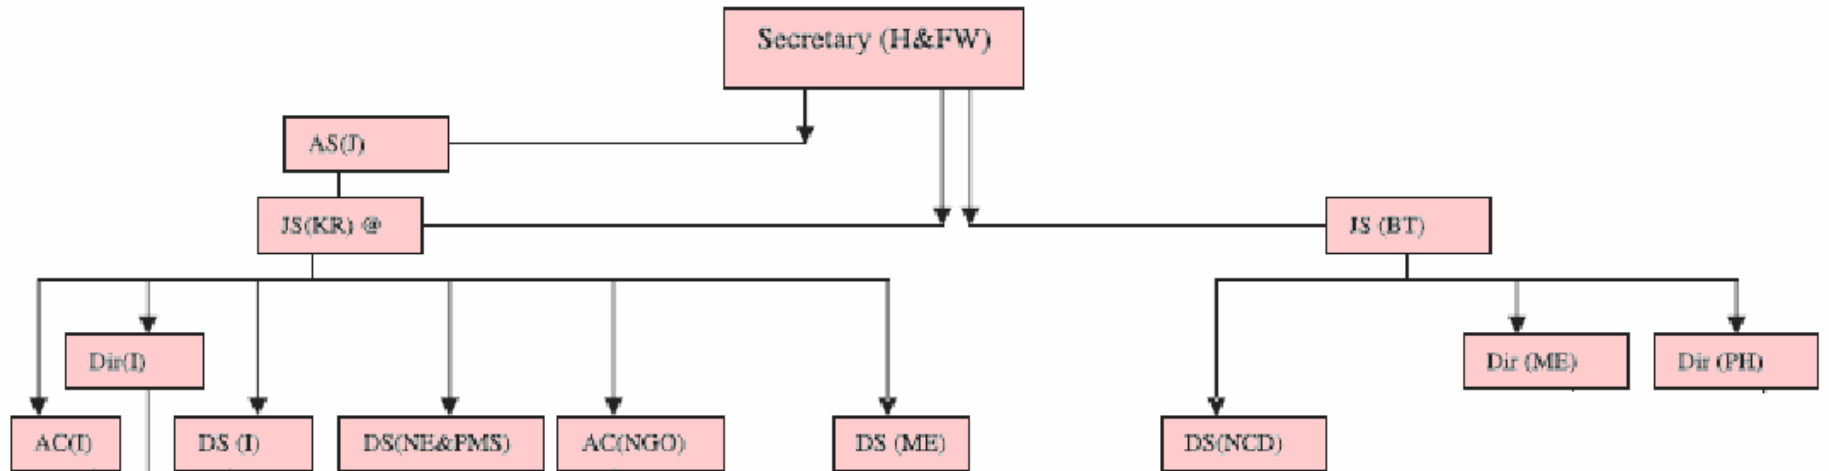 Secretary (H&FW)
AS(J)
JS(KR) @
JS (BT)
Dir(I)
Dir (ME)
Dir (PH)
AC(I)
DS (I)
DS(NE&PMS)
AC(NGO)
DS (ME)
DS(NCD)